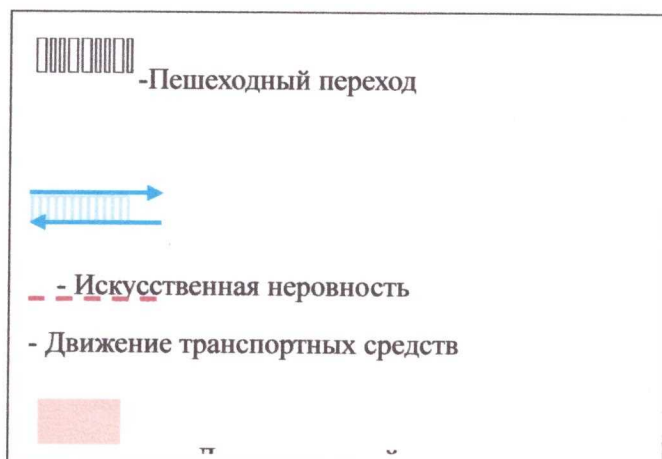 -Пешеходный переход
- Искусственная неровность
- Движение транспортных средств